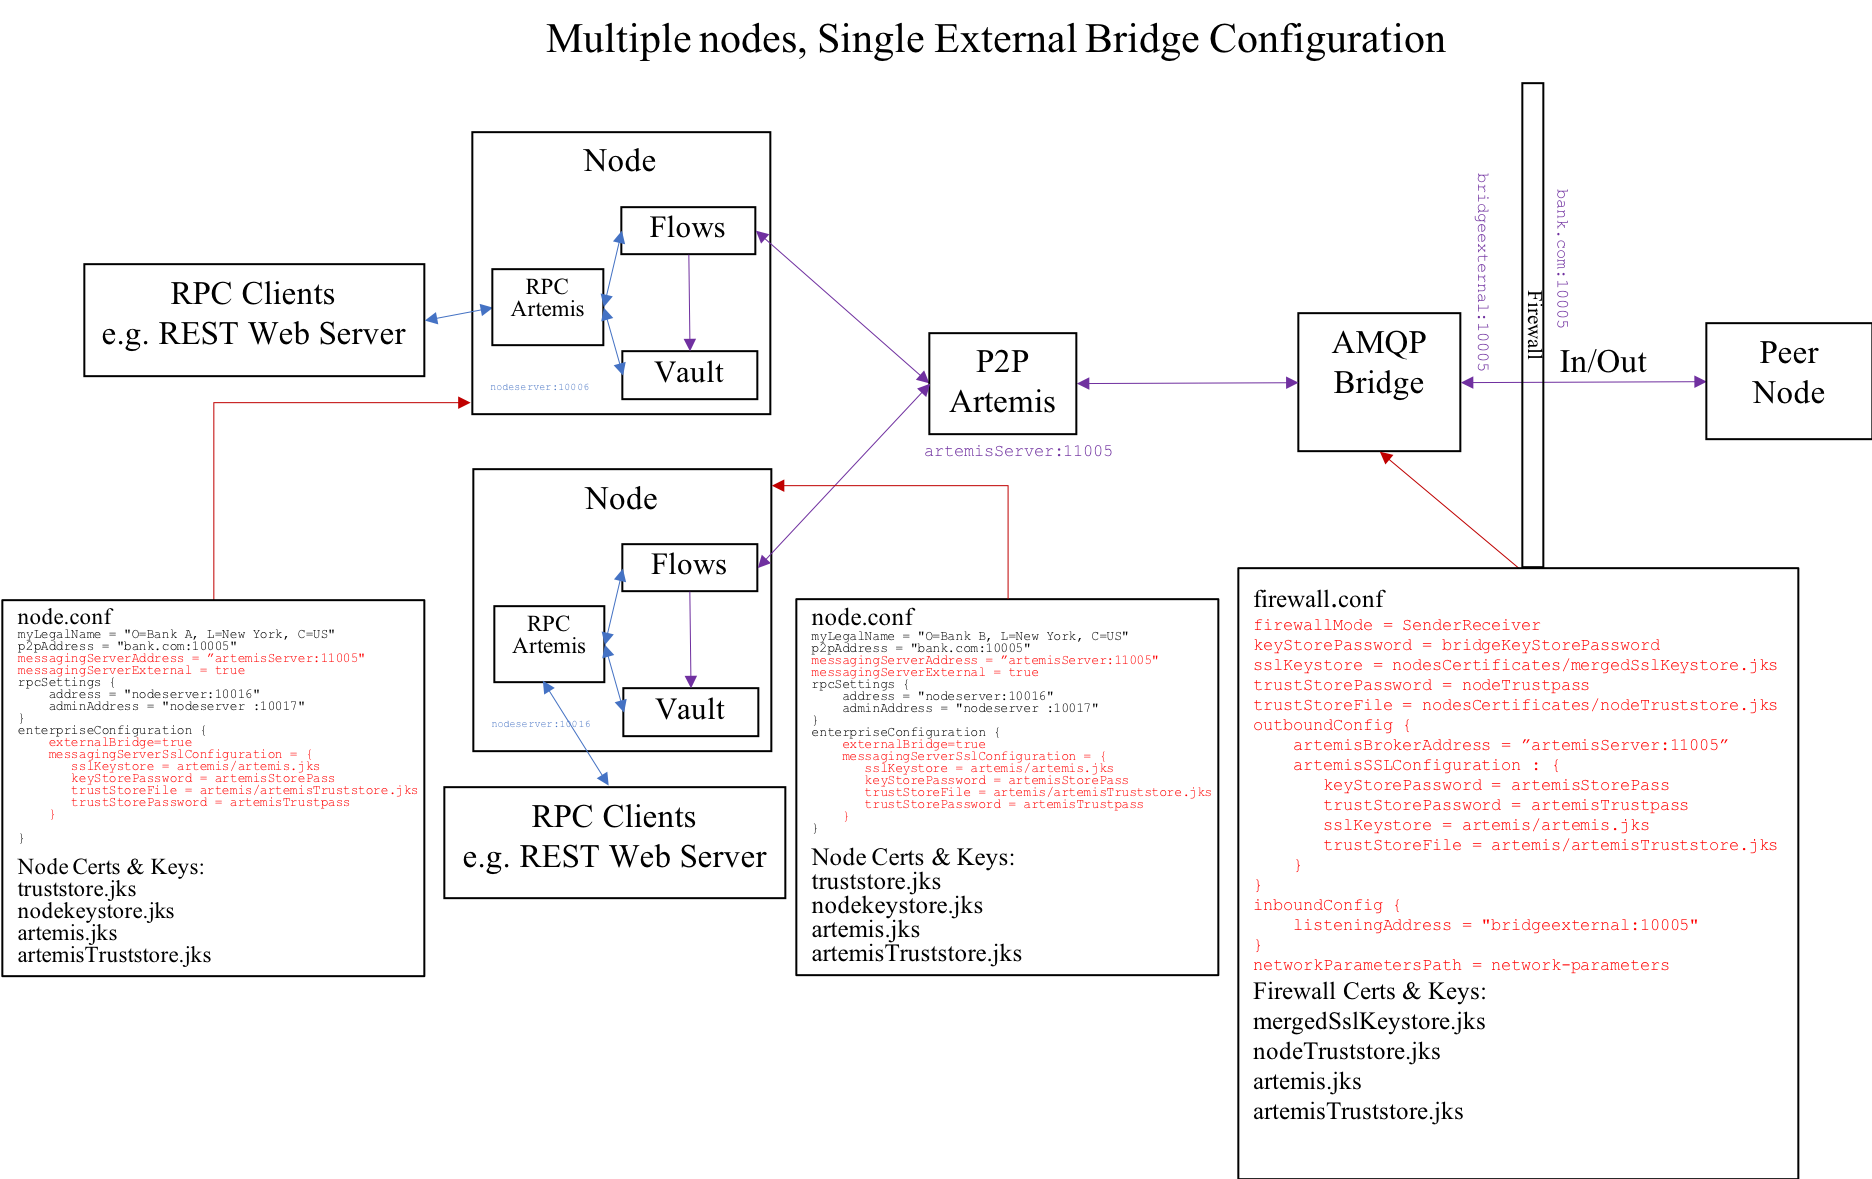 Multiple nodes, Single External Bridge Configuration
Node
Flows
RPC
Artemis
Vault
nodeserver:10006
RPC Clients
e.g. REST Web Server
P2P
Artemis
artemisServer:11005
AMQP
Bridge
bridgeexternal:10005
Firewall
bank.com:10005
In/Out
Peer
Node
Node
Flows
RPC
Artemis
Vault
nodeserver:10016
RPC Clients
e.g. REST Web Server
node.conf
myLegalName = "O=Bank A, L=New York, C=US"
p2pAddress = "bank.com:10005"
messagingServerAddress = ”artemisServer:11005"
messagingServerExternal = true
rpcSettings {
address = "nodeserver:10016"
adminAddress = "nodeserver :10017"
}
enterpriseConfiguration {
externalBridge=true
messagingServerSslConfiguration = {
sslKeystore = artemis/artemis.jks
keyStorePassword = artemisStorePass
trustStoreFile = artemis/artemisTruststore.jks
trustStorePassword = artemisTrustpass
}
}
Node Certs & Keys:
truststore.jks
nodekeystore.jks
artemis.jks
artemisTruststore.jks
node.conf
myLegalName = "O=Bank B, L=New York, C=US"
p2pAddress = "bank.com:10005"
messagingServerAddress = ”artemisServer:11005"
messagingServerExternal = true
rpcSettings {
address = "nodeserver:10016"
adminAddress = "nodeserver :10017"
}
enterpriseConfiguration {
externalBridge=true
messagingServerSslConfiguration = {
sslKeystore = artemis/artemis.jks
keyStorePassword = artemisStorePass
trustStoreFile = artemis/artemisTruststore.jks
trustStorePassword = artemisTrustpass
}
}
Node Certs & Keys:
truststore.jks
nodekeystore.jks
artemis.jks
artemisTruststore.jks
firewall.conf
firewallMode = SenderReceiver
keyStorePassword = bridgeKeyStorePassword
sslKeystore = nodesCertificates/mergedSslKeystore.jks
trustStorePassword = nodeTrustpass
trustStoreFile = nodesCertificates/nodeTruststore.jks
outboundConfig {
artemisBrokerAddress = ”artemisServer:11005”
artemisSSLConfiguration : {
keyStorePassword = artemisStorePass
trustStorePassword = artemisTrustpass
sslKeystore = artemis/artemis.jks
trustStoreFile = artemis/artemisTruststore.jks
}
}
inboundConfig {
listeningAddress = "bridgeexternal:10005"
}
networkParametersPath = network-parameters
Firewall Certs & Keys:
mergedSslKeystore.jks
nodeTruststore.jks
artemis.jks
artemisTruststore.jks